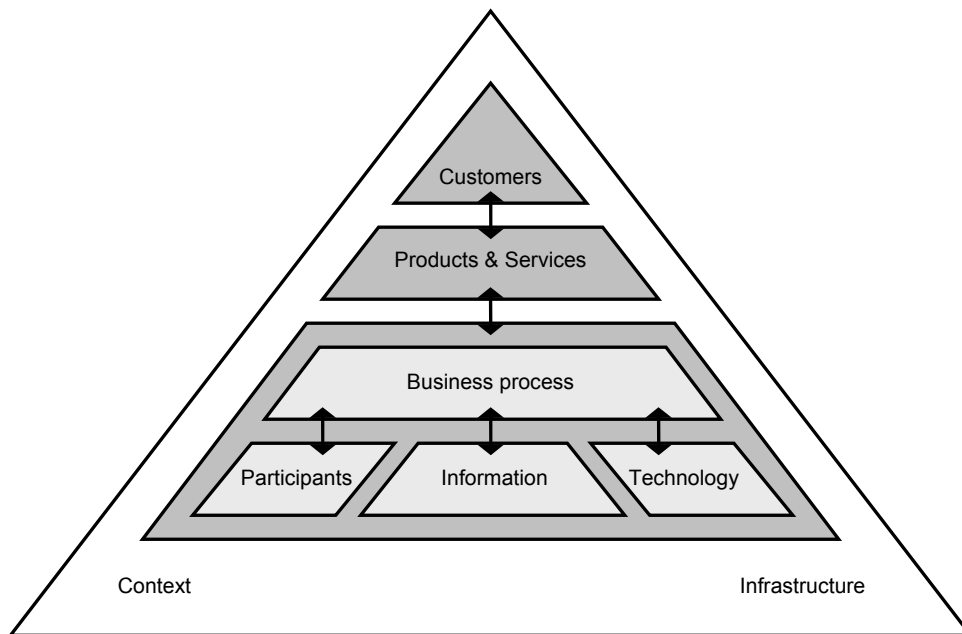 Customers
Products & Services
Business process
Participants
Information
Technology
Context
Infrastructure